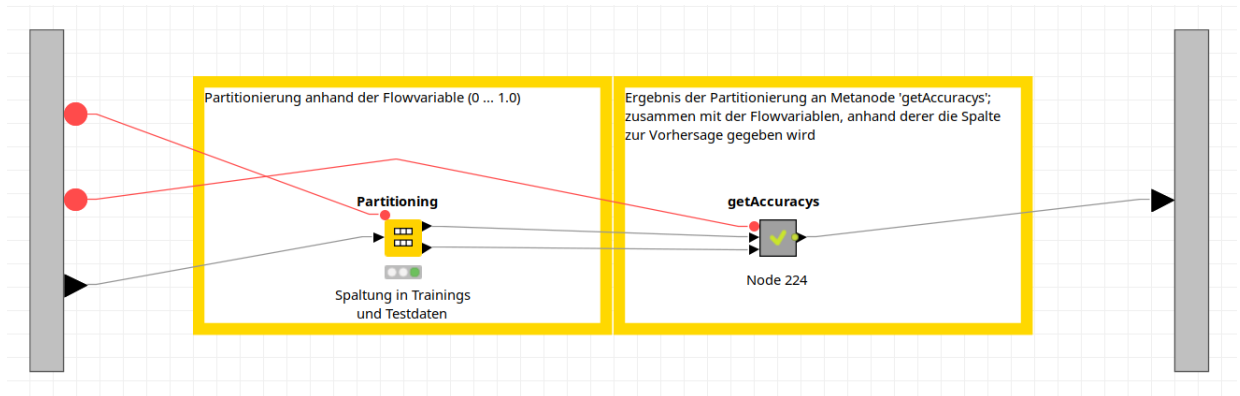 Partitionierung anhand der Flowvariable (0 ... 1.0)
Ergebnis der Partitionierung an Metanode 'getAccuracys';
zusammen mit der Flowvariablen, anhand derer die Spalte
zur Vorhersage gegeben wird
Partitioning
Spaltung in Trainings
und Testdaten
getAccuracys
Node 224